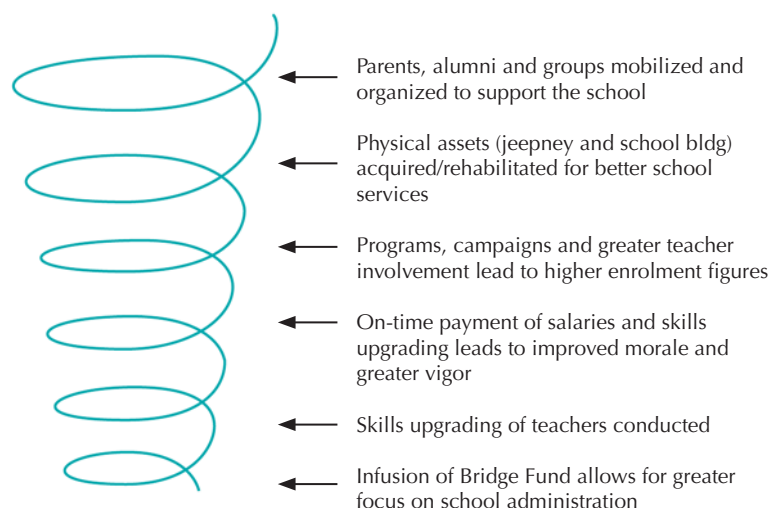 Parents, alumni and groups mobilized and
organized to support the school
Physical assets (jeepney and school bldg)
acquired/rehabilitated for better school
services
Programs, campaigns and greater teacher
involvement lead to higher enrolment figures
On-time payment of salaries and skills
upgrading leads to improved morale and
greater vigor
Skills upgrading of teachers conducted
Infusion of Bridge Fund allows for greater
focus on school administration